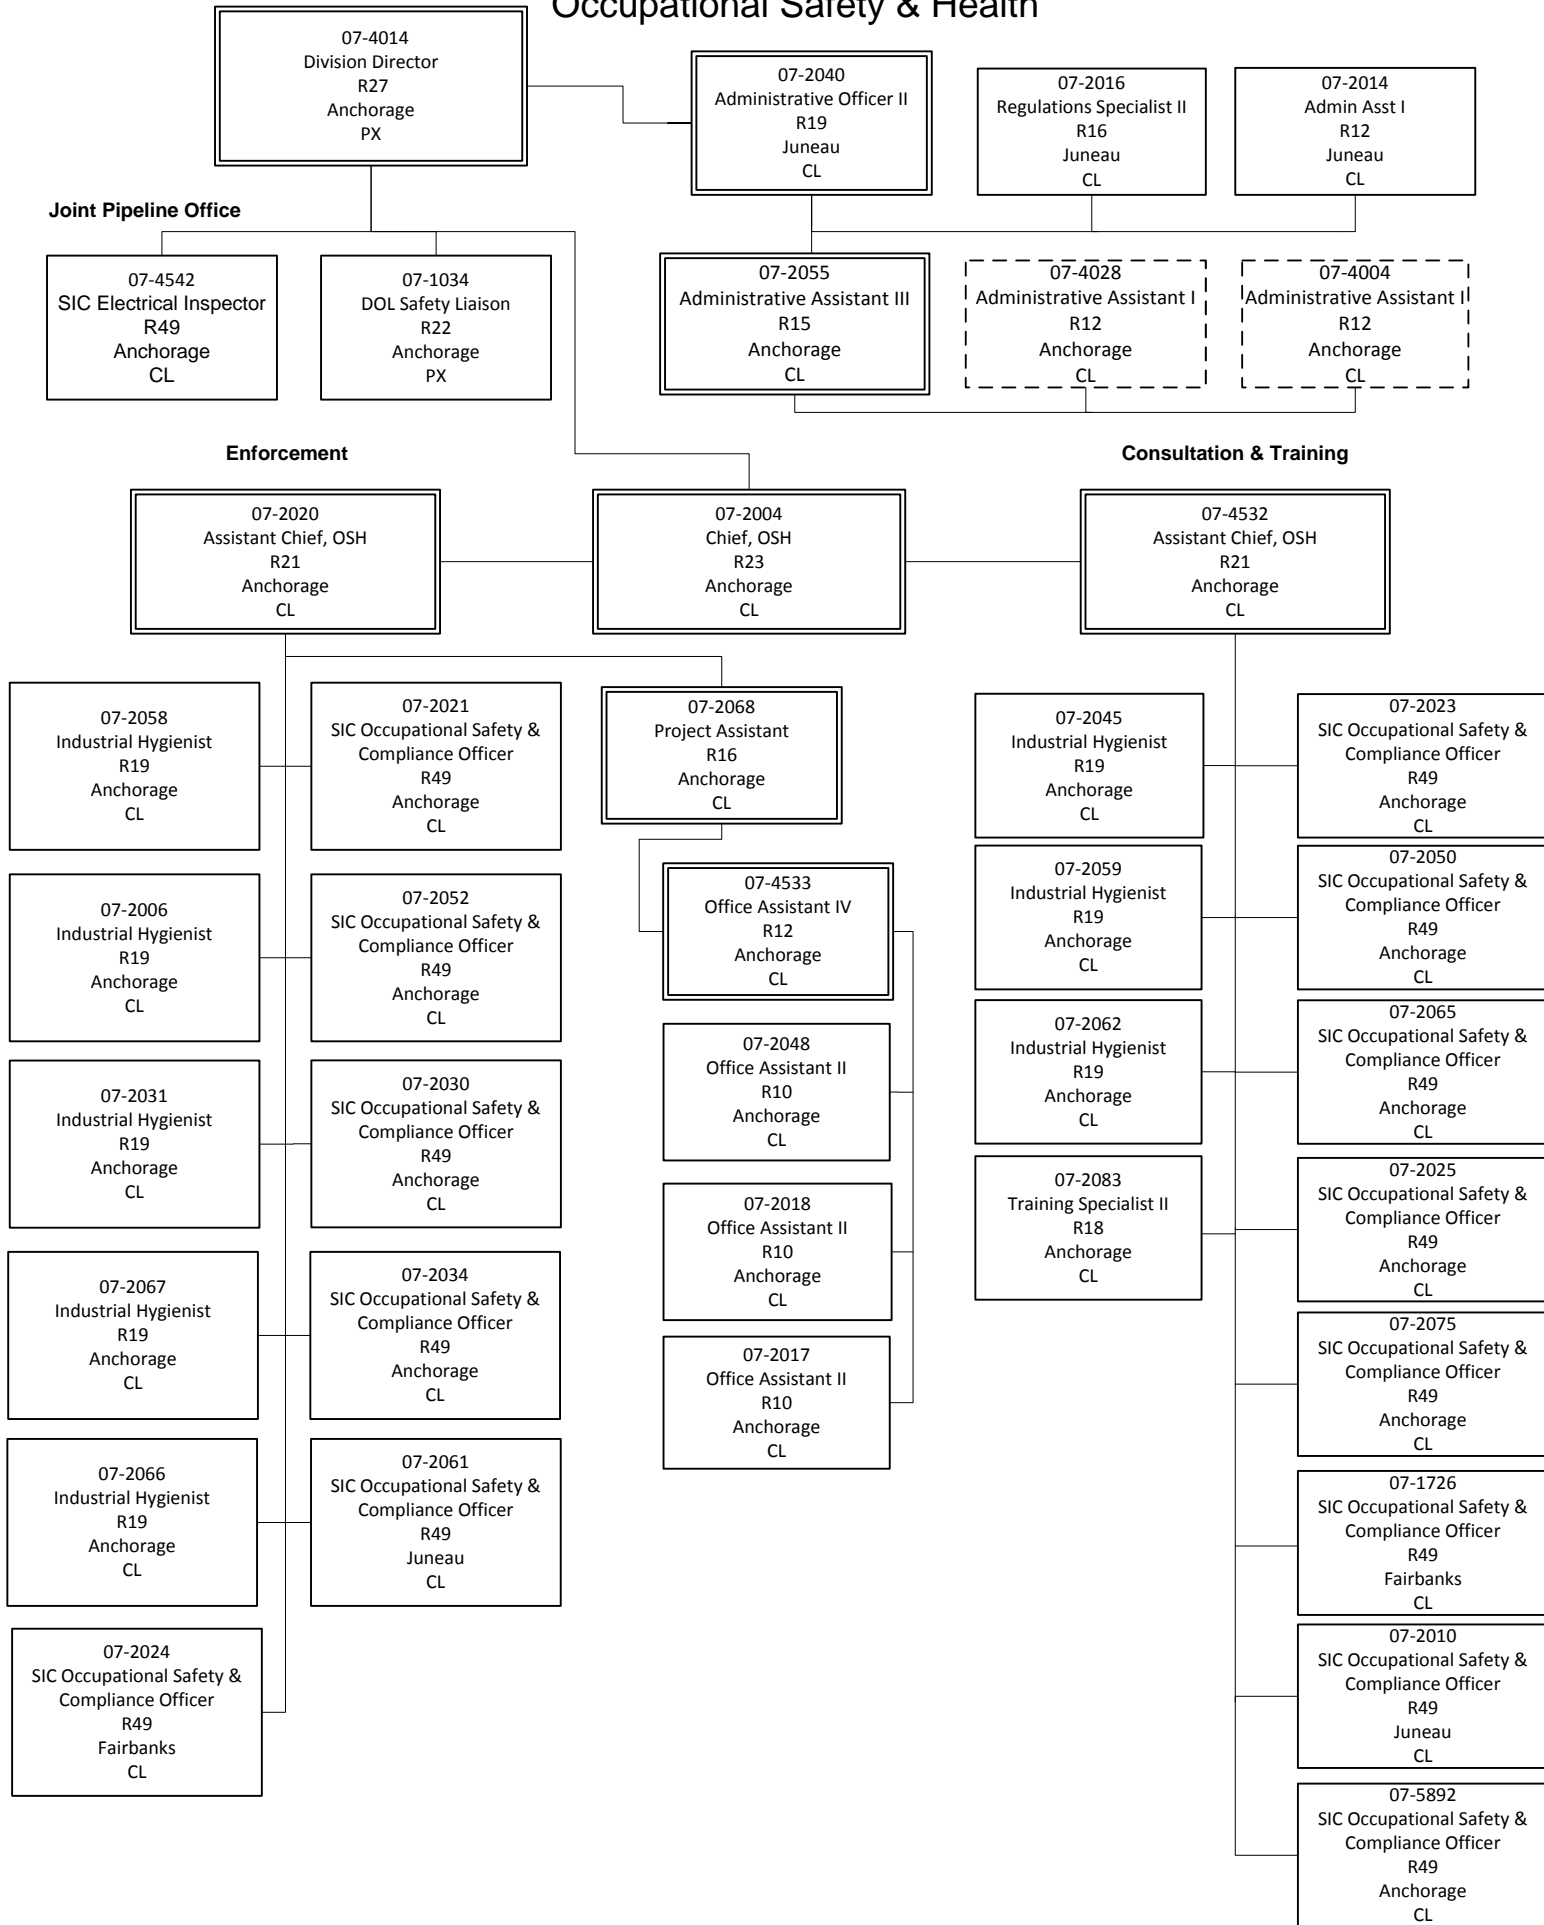 Occupational Safety & Health
07-4014
Division Director
R27
Anchorage
PX
07-2040
Administrative Officer II
R19
Juneau
CL
07-2016
Regulations Specialist II
R16
Juneau
CL
07-2014
Admin Asst I
R12
Juneau
CL
Joint Pipeline Office
07-4542
SIC Electrical Inspector
R49
Anchorage
CL
07-1034
DOL Safety Liaison
R22
Anchorage
PX
07-2055
Administrative Assistant III
R15
Anchorage
CL
07-4028
Administrative Assistant I
R12
Anchorage
CL
07-4004
Administrative Assistant I
R12
Anchorage
CL
Enforcement
Consultation & Training
07-2020
Assistant Chief, OSH
R21
Anchorage
CL
07-2004
Chief, OSH
R23
Anchorage
CL
07-4532
Assistant Chief, OSH
R21
Anchorage
CL
07-2058
Industrial Hygienist
R19
Anchorage
CL
07-2021
SIC Occupational Safety &
Compliance Officer
R49
Anchorage
CL
07-2068
Project Assistant
R16
Anchorage
CL
07-2045
Industrial Hygienist
R19
Anchorage
CL
07-2023
SIC Occupational Safety &
Compliance Officer
R49
Anchorage
CL
07-2006
Industrial Hygienist
R19
Anchorage
CL
07-2052
SIC Occupational Safety &
Compliance Officer
R49
Anchorage
CL
07-4533
Office Assistant IV
R12
Anchorage
CL
07-2059
Industrial Hygienist
R19
Anchorage
CL
07-2050
SIC Occupational Safety &
Compliance Officer
R49
Anchorage
CL
07-2031
Industrial Hygienist
R19
Anchorage
CL
07-2030
SIC Occupational Safety &
Compliance Officer
R49
Anchorage
CL
07-2048
Office Assistant II
R10
Anchorage
CL
07-2062
Industrial Hygienist
R19
Anchorage
CL
07-2065
SIC Occupational Safety &
Compliance Officer
R49
Anchorage
CL
07-2018
Office Assistant II
R10
Anchorage
CL
07-2083
Training Specialist II
R18
Anchorage
CL
07-2025
SIC Occupational Safety &
Compliance Officer
R49
Anchorage
CL
07-2067
Industrial Hygienist
R19
Anchorage
CL
07-2034
SIC Occupational Safety &
Compliance Officer
R49
Anchorage
CL
07-2017
Office Assistant II
R10
Anchorage
CL
07-2075
SIC Occupational Safety &
Compliance Officer
R49
Anchorage
CL
07-2066
Industrial Hygienist
R19
Anchorage
CL
07-2061
SIC Occupational Safety &
Compliance Officer
R49
Juneau
CL
07-1726
SIC Occupational Safety &
Compliance Officer
R49
Fairbanks
CL
07-2024
SIC Occupational Safety &
Compliance Officer
R49
Fairbanks
CL
07-2010
SIC Occupational Safety &
Compliance Officer
R49
Juneau
CL
07-5892
SIC Occupational Safety &
Compliance Officer
R49
Anchorage
CL